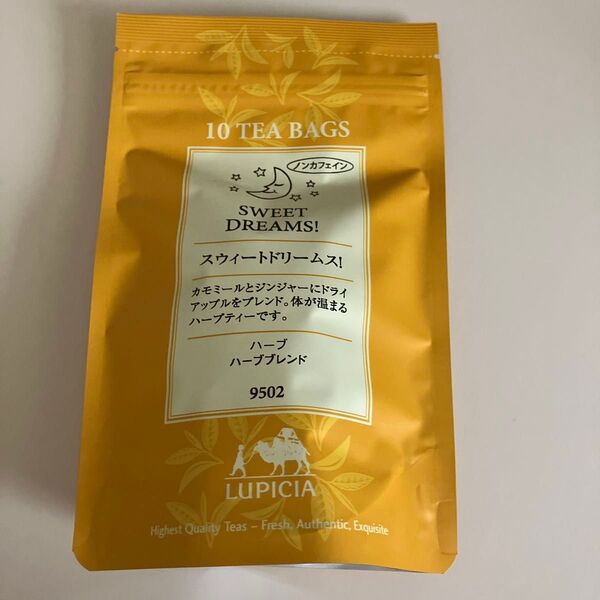 10 TEA BAGS
ノンカフェイン
SWEET
DREAMS!
スウィートドリームス!
カモミールとジンジャーにドライ
アップルをブレンド。体が温まる
ハーブティーです。
ハーブ
ハーブブレンド
9502
LUPICIA
Highest Quality Teas – Fresh, Authentic, Exquisite